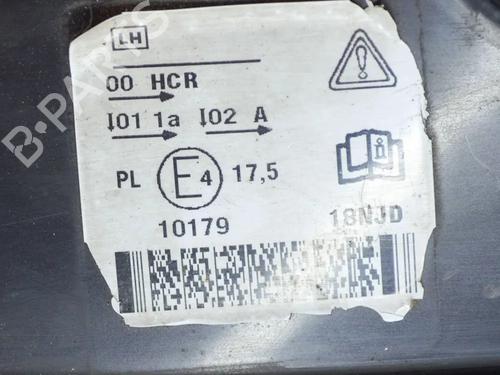 LH
00 HCR
I01 1a I02 A
PL E4 17,5
10179 18NJD
B-PARTS